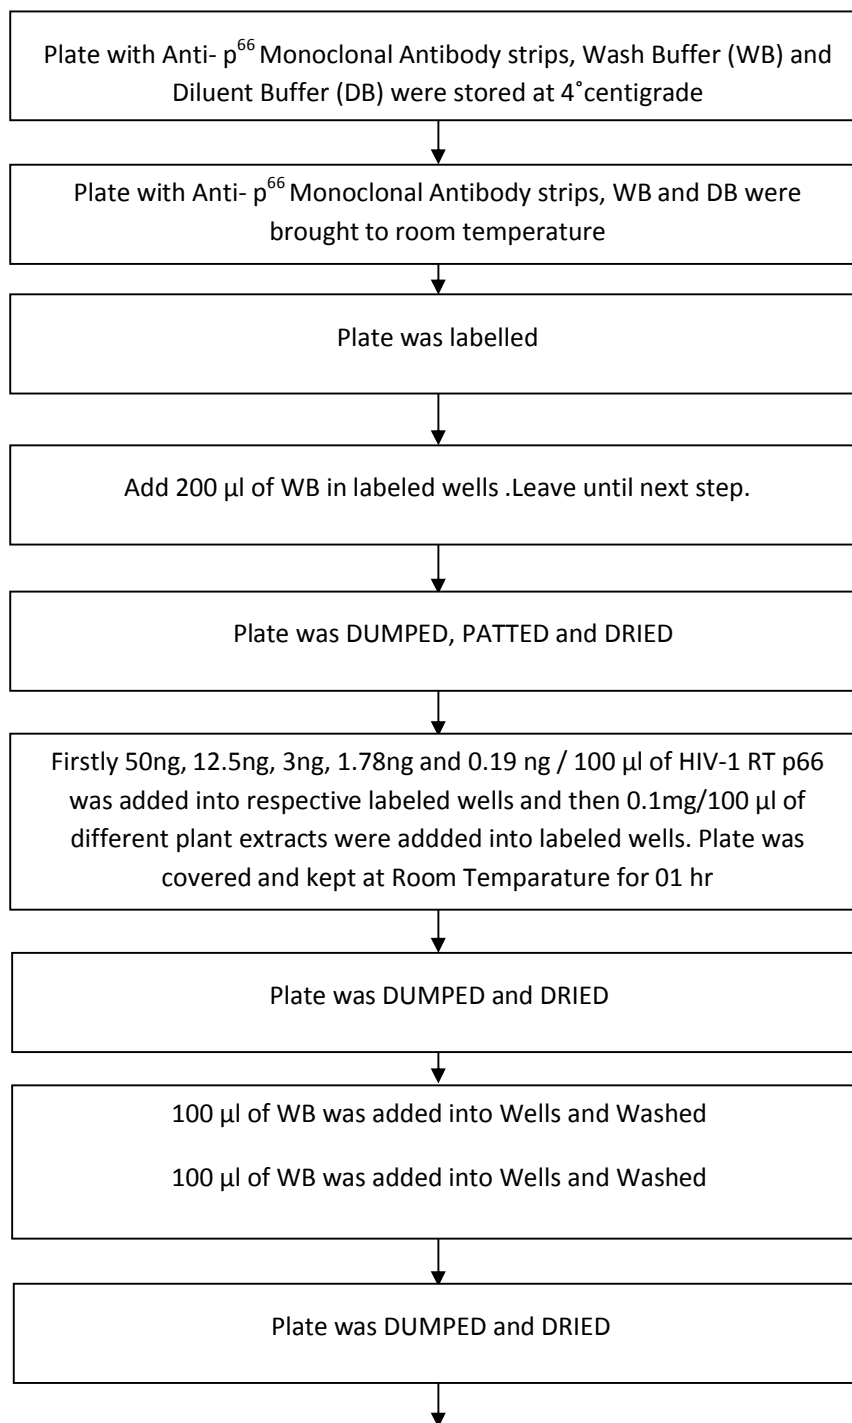 Plate with Anti- p⁶⁶ Monoclonal Antibody strips, Wash Buffer (WB) and
Diluent Buffer (DB) were stored at 4˚centigrade
Plate with Anti- p⁶⁶ Monoclonal Antibody strips, WB and DB were
brought to room temperature
Plate was labelled
Add 200 µl of WB in labeled wells .Leave until next step.
Plate was DUMPED, PATTED and DRIED
Firstly 50ng, 12.5ng, 3ng, 1.78ng and 0.19 ng / 100 µl of HIV-1 RT p66
was added into respective labeled wells and then 0.1mg/100 µl of
different plant extracts were addded into labeled wells. Plate was
covered and kept at Room Temparature for 01 hr
Plate was DUMPED and DRIED
100 µl of WB was added into Wells and Washed
100 µl of WB was added into Wells and Washed
Plate was DUMPED and DRIED